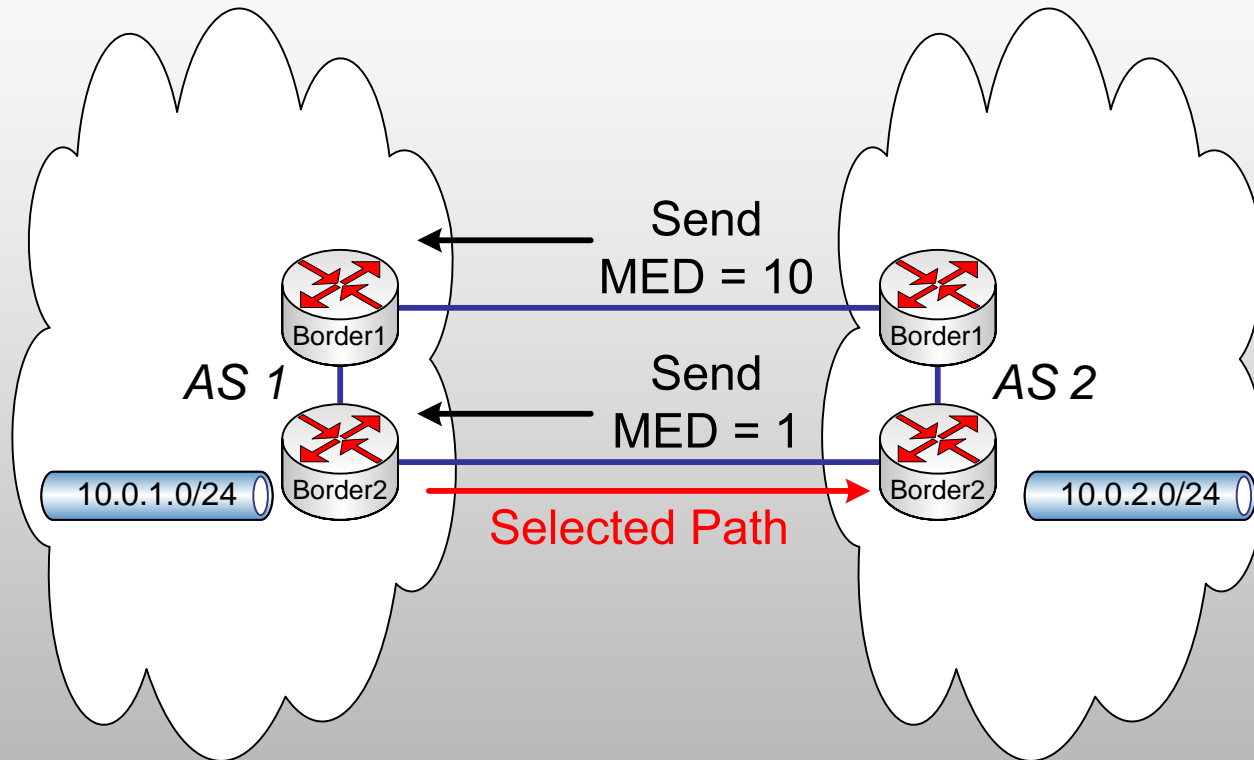 Send
MED = 10
Border1
Border1
AS 1
Send
MED = 1
AS 2
Border2
Border2
10.0.1.0/24
10.0.2.0/24
Selected Path